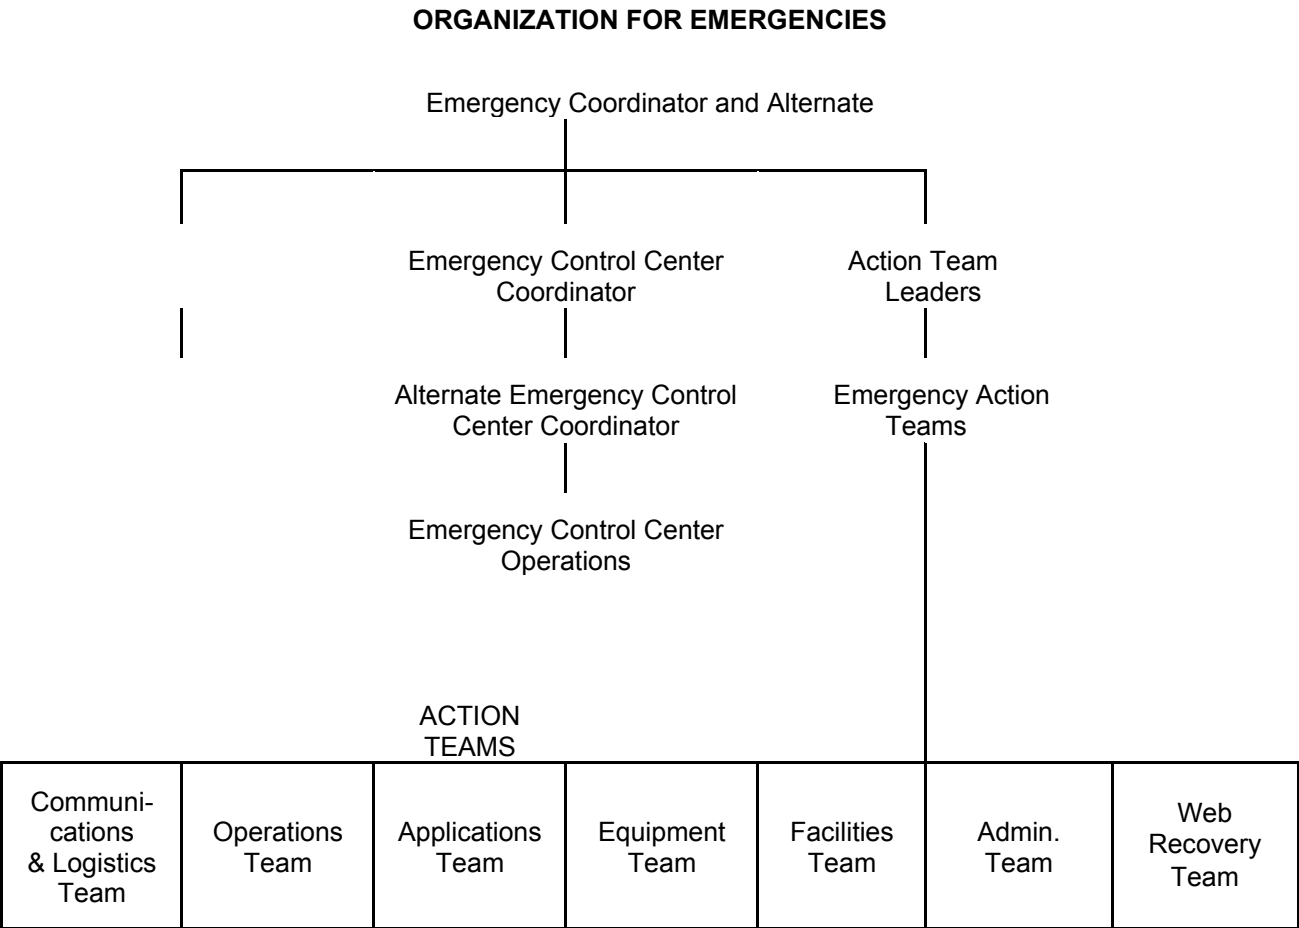 ORGANIZATION FOR EMERGENCIES
Emergency Coordinator and Alternate
Emergency Control Center
Coordinator
Action Team
Leaders
Alternate Emergency Control
Center Coordinator
Emergency Action
Teams
Emergency Control Center
Operations
ACTION
TEAMS
Communi-
cations
& Logistics
Team
Operations
Team
Applications
Team
Equipment
Team
Facilities
Team
Admin.
Team
Web
Recovery
Team